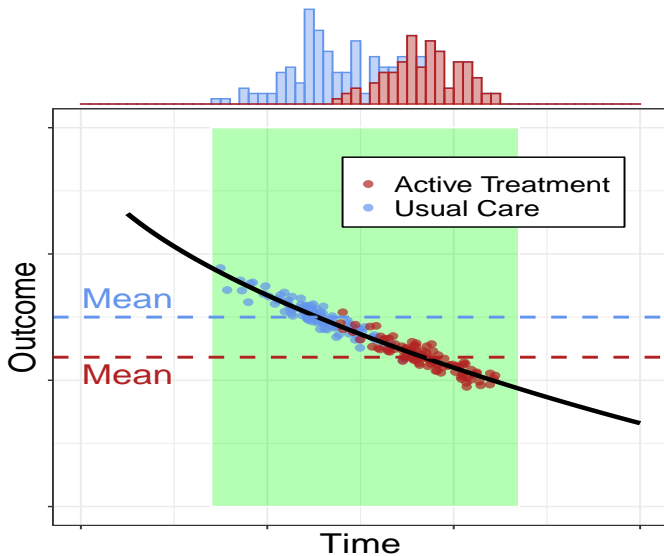 Active Treatment
Usual Care
Mean
Mean
Outcome
Time